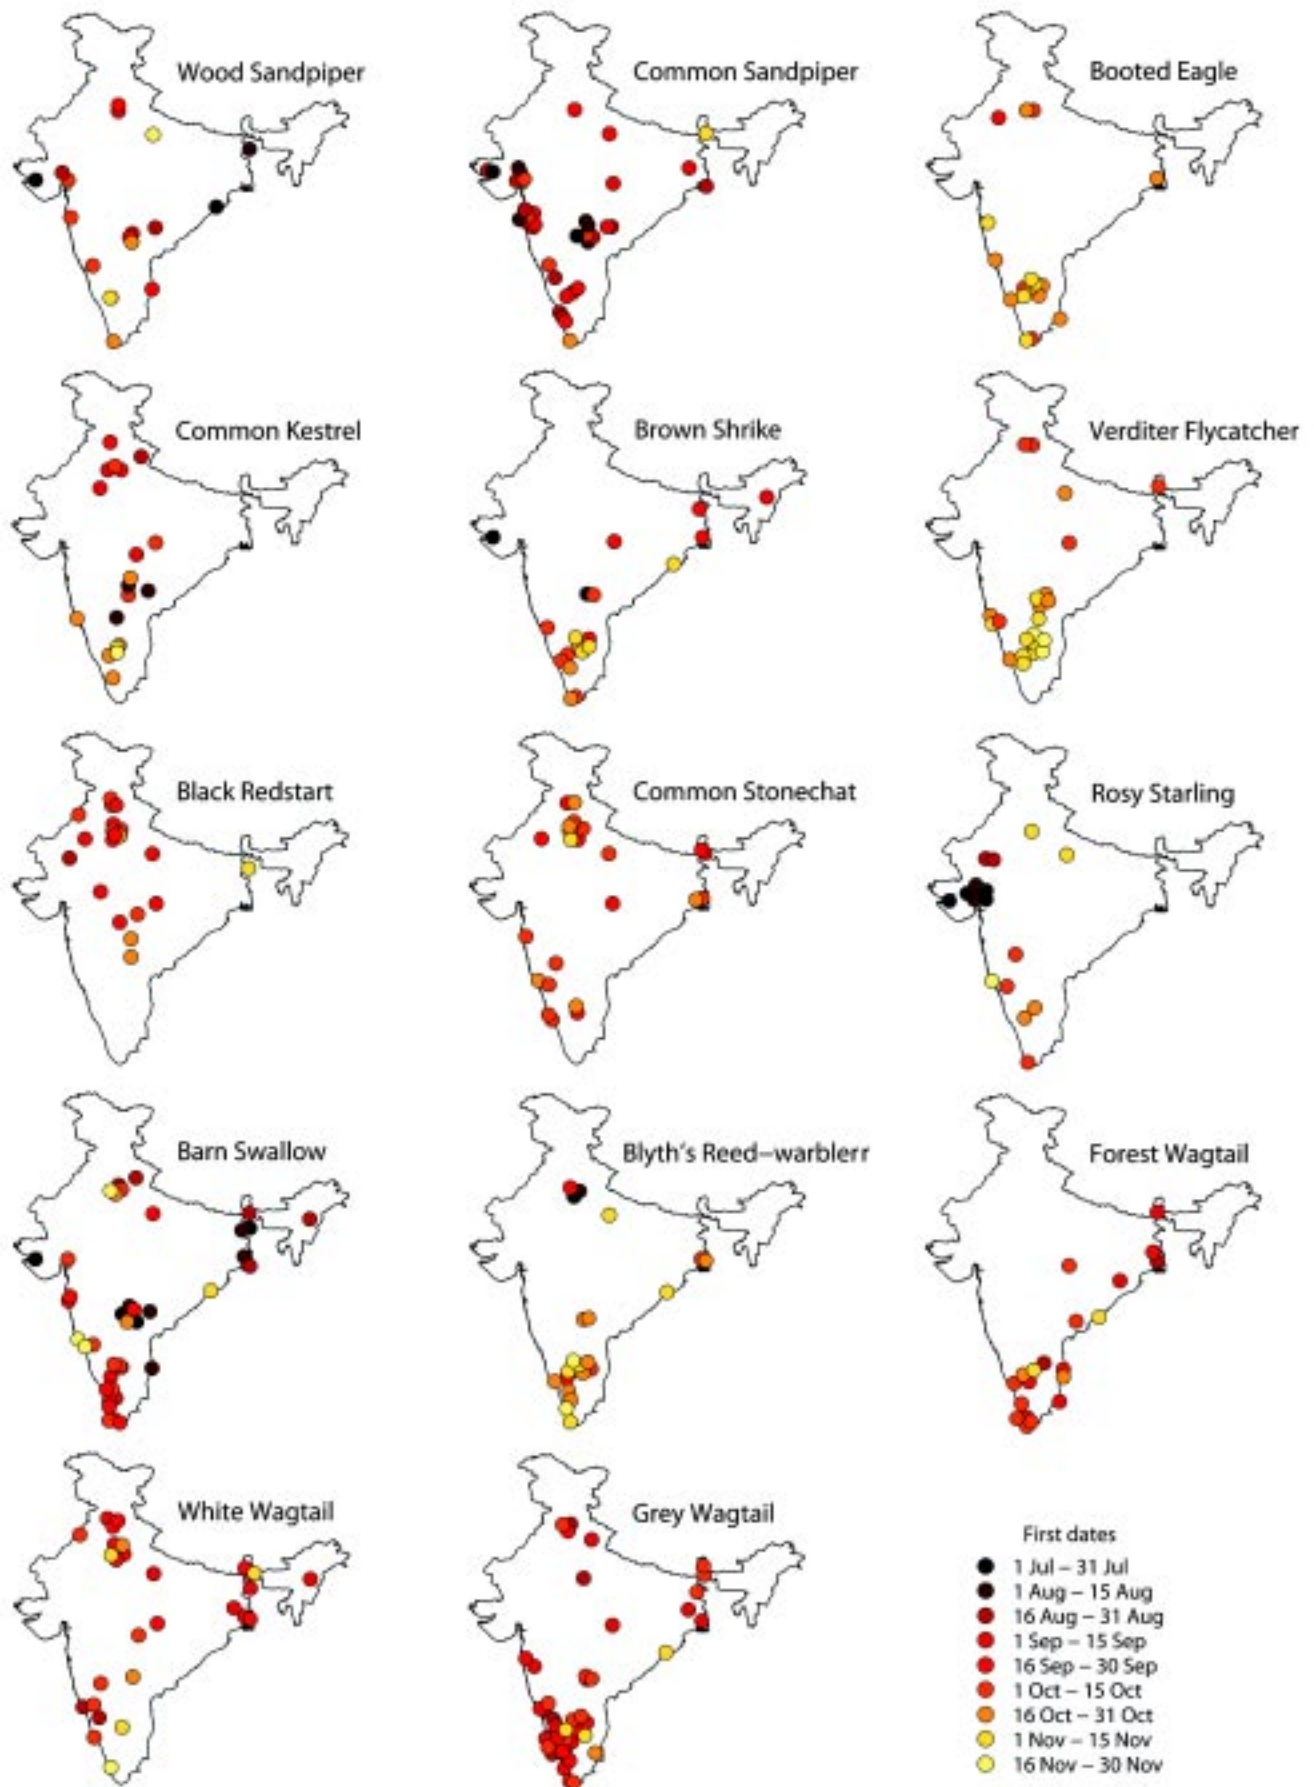 Wood Sandpiper
Common Sandpiper
Booted Eagle
Common Kestrel
Brown Shrike
Verditer Flycatcher
Black Redstart
Common Stonechat
Rosy Starling
Barn Swallow
Blyth's Reed–warblerr
Forest Wagtail
White Wagtail
Grey Wagtail
First dates
1 Jul – 31 Jul
1 Aug – 15 Aug
16 Aug – 31 Aug
1 Sep – 15 Sep
16 Sep – 30 Sep
1 Oct – 15 Oct
16 Oct – 31 Oct
1 Nov – 15 Nov
16 Nov – 30 Nov